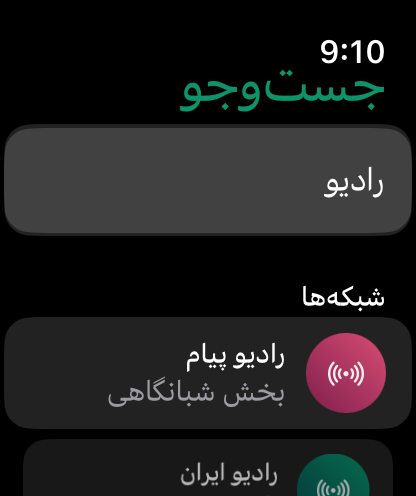 9:10
جست‌وجو
رادیو
شبکه‌ها
رادیو پیام
بخش شبانگاهی
رادیو ایران